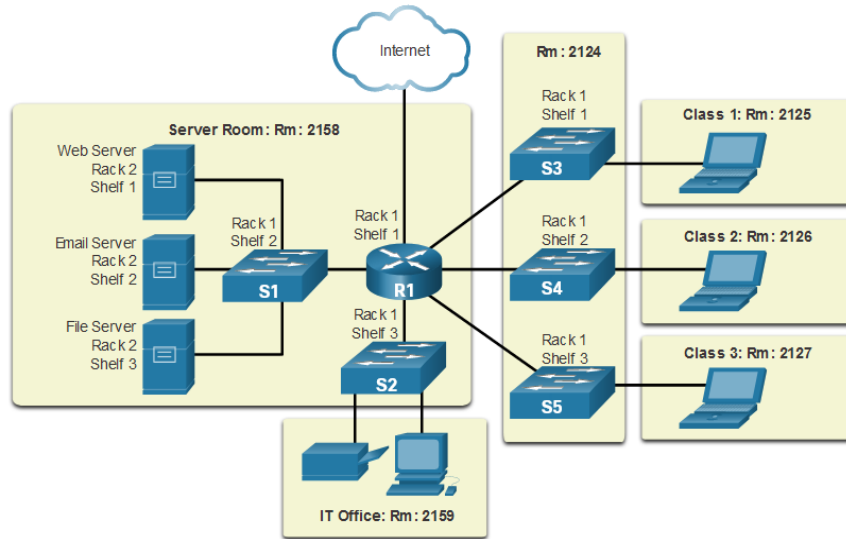 Internet
Rm: 2124
Server Room: Rm: 2158
Web Server
Rack 2
Shelf 1
Email Server
Rack 2
Shelf 2
File Server
Rack 2
Shelf 3
Rack 1
Shelf 2
S1
Rack 1
Shelf 1
R1
Rack 1
Shelf 3
S2
Rack 1
Shelf 1
S3
Rack 1
Shelf 2
S4
Rack 1
Shelf 3
S5
Class 1: Rm: 2125
Class 2: Rm: 2126
Class 3: Rm: 2127
IT Office: Rm: 2159